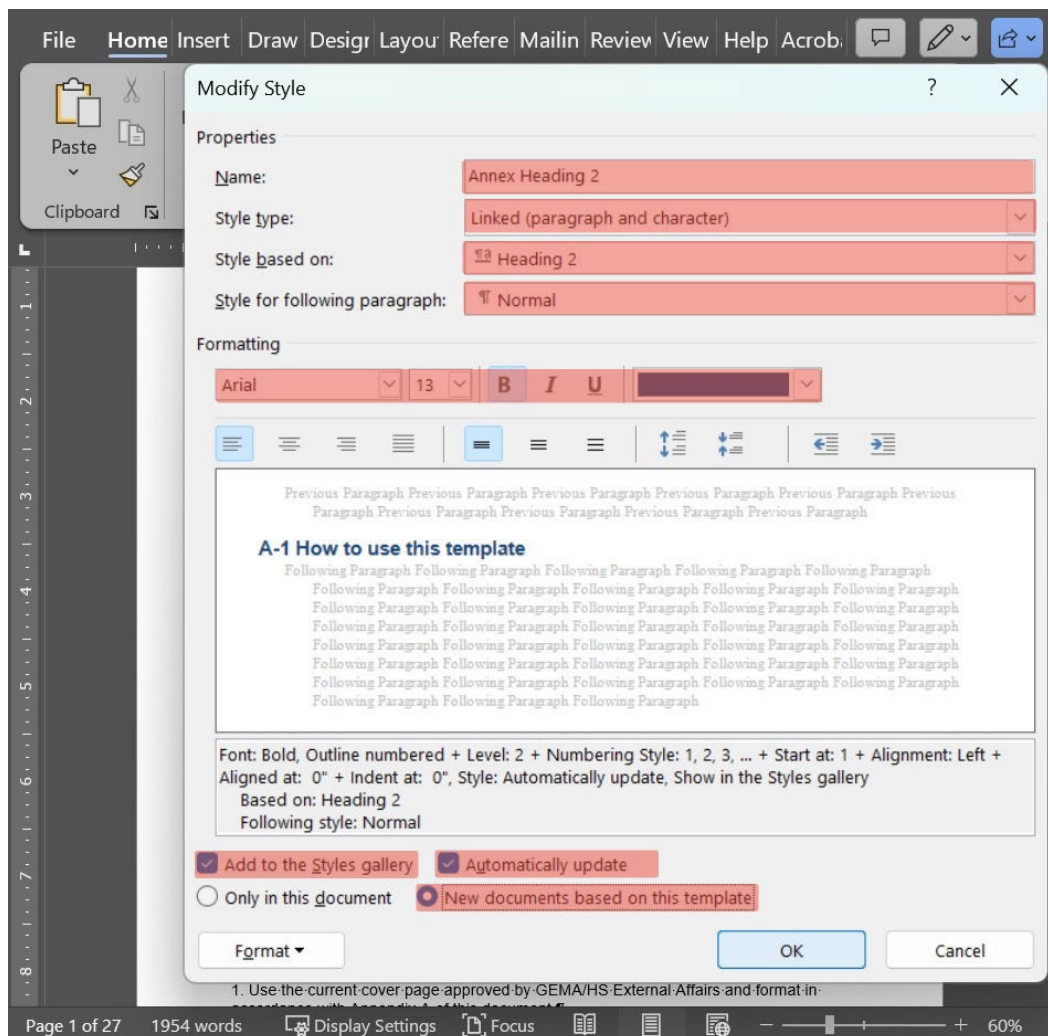 File Home Insert Draw Desigr Layou Refere Mailin Review View Help Acrob
Modify Style ?
Paste
Clipboard
Properties
Name: Annex Heading 2
Style type: Linked (paragraph and character)
Style based on: ¶a Heading 2
Style for following paragraph: ¶ Normal
Formatting
Arial 13 B I U
Previous Paragraph Previous Paragraph Previous Paragraph Previous Paragraph Previous Paragraph Previous
Paragraph Previous Paragraph Previous Paragraph Previous Paragraph Previous Paragraph
A-1 How to use this template
Following Paragraph Following Paragraph Following Paragraph Following Paragraph Following Paragraph
Following Paragraph Following Paragraph Following Paragraph Following Paragraph Following Paragraph
Following Paragraph Following Paragraph Following Paragraph Following Paragraph Following Paragraph
Following Paragraph Following Paragraph Following Paragraph Following Paragraph Following Paragraph
Following Paragraph Following Paragraph Following Paragraph Following Paragraph Following Paragraph
Following Paragraph Following Paragraph Following Paragraph Following Paragraph Following Paragraph
Following Paragraph Following Paragraph Following Paragraph Following Paragraph Following Paragraph
Following Paragraph Following Paragraph Following Paragraph
Font: Bold, Outline numbered + Level: 2 + Numbering Style: 1, 2, 3, ... + Start at: 1 + Alignment: Left +
Aligned at: 0" + Indent at: 0", Style: Automatically update, Show in the Styles gallery
Based on: Heading 2
Following style: Normal
Add to the Styles gallery Automatically update
Only in this document New documents based on this template
Format OK Cancel
1. Use·the·current·cover·page·approved·by·GEMA/HS·External·Affairs·and·format·in·
Page 1 of 27 1954 words Display Settings Focus 60%
1
2
3
4
5
6
7
8